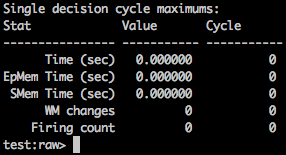 Single decision cycle maximums:
Stat Value Cycle
---------------- ----------- -----------
Time (sec) 0.000000 0
EpMem Time (sec) 0.000000 0
SMem Time (sec) 0.000000 0
WM changes 0 0
Firing count 0 0
test:raw>